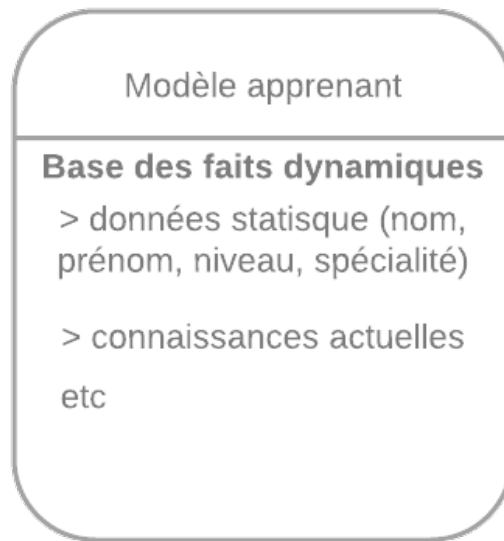 Modèle apprenant
Base des faits dynamiques
> données statisque (nom,
prénom, niveau, spécialité)
> connaissances actuelles
etc